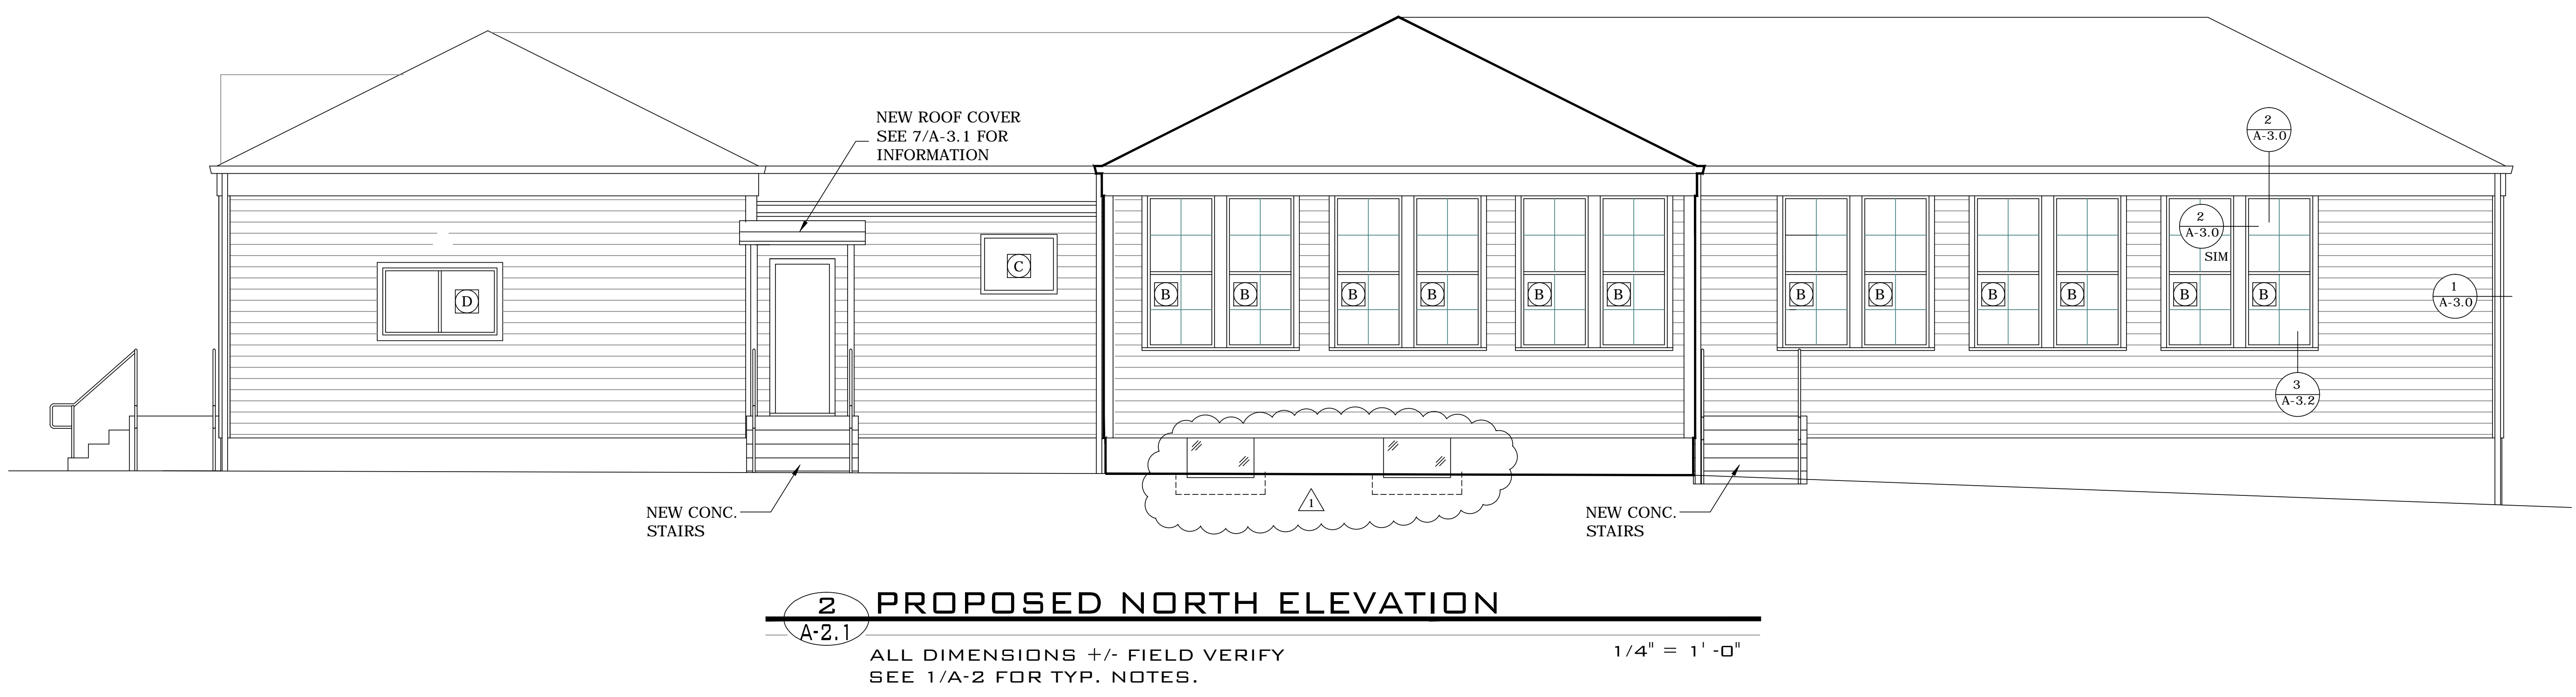 NEW ROOF COVER
SEE 7/A-3.1 FOR
INFORMATION
2
A-3.0
2
A-3.0
SIM
C
D
B
B
B
B
B
B
B
B
B
B
B
B
1
A-3.0
3
A-3.2
1
NEW CONC.
STAIRS
NEW CONC.
STAIRS
2
A-2.1
PROPOSED NORTH ELEVATION
ALL DIMENSIONS +/- FIELD VERIFY
SEE 1/A-2 FOR TYP. NOTES.
1/4" = 1' -0"